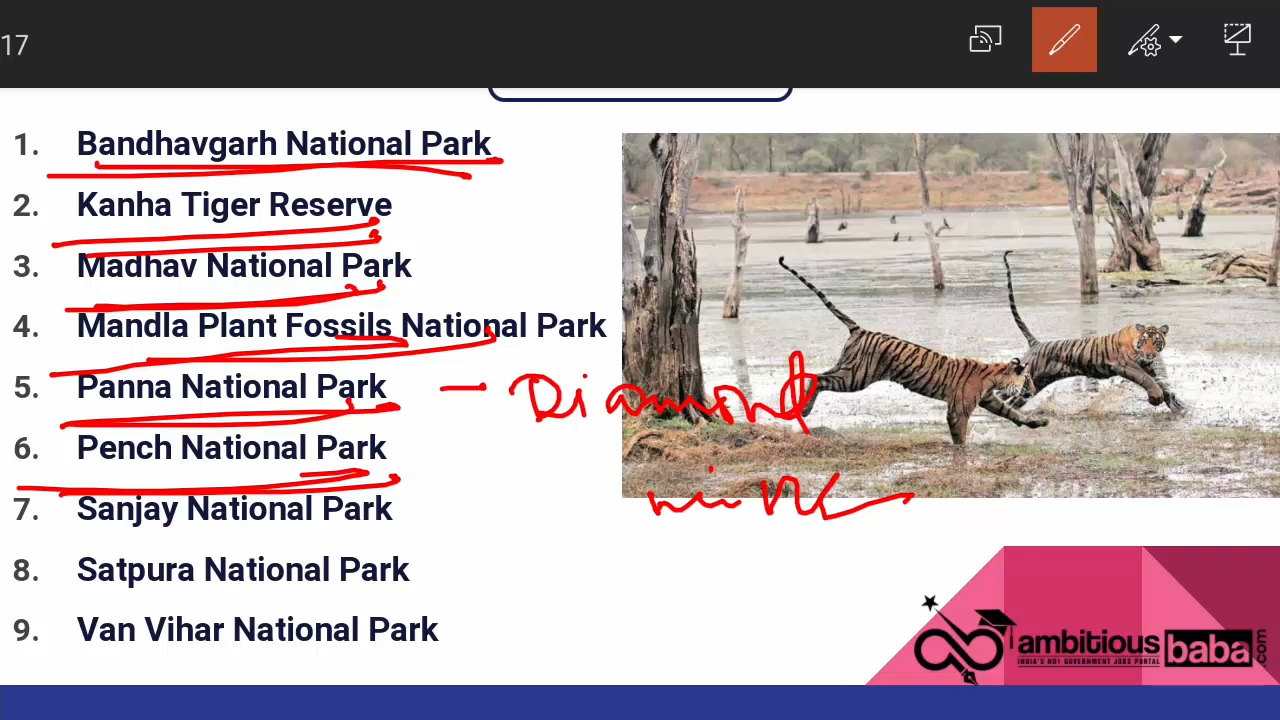 17
1. Bandhavgarh National Park
2. Kanha Tiger Reserve
3. Madhav National Park
4. Mandla Plant Fossils National Park
5. Panna National Park – Diamond
6. Pench National Park
7. Sanjay National Park
8. Satpura National Park
9. Van Vihar National Park
ambitiousbaba.com
INDIA'S NO1 GOVERNMENT JOBS PORTAL